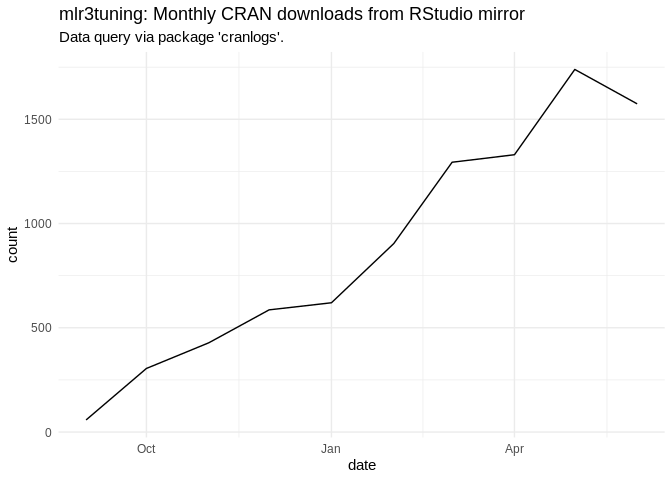 mlr3tuning: Monthly CRAN downloads from RStudio mirror
Data query via package 'cranlogs'.
count
1500
1000
500
0
Oct
Jan
Apr
date